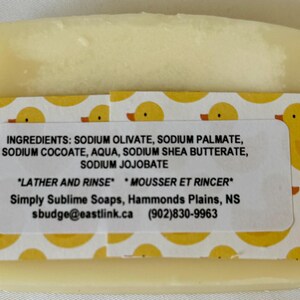 INGREDIENTS: SODIUM OLIVATE, SODIUM PALMATE,
SODIUM COCOATE, AQUA, SODIUM SHEA BUTTERATE,
SODIUM JOJOBATE
*LATHER AND RINSE* * MOUSSER ET RINCER*
Simply Sublime Soaps, Hammonds Plains, NS
sbudge@eastlink.ca (902)830-9963